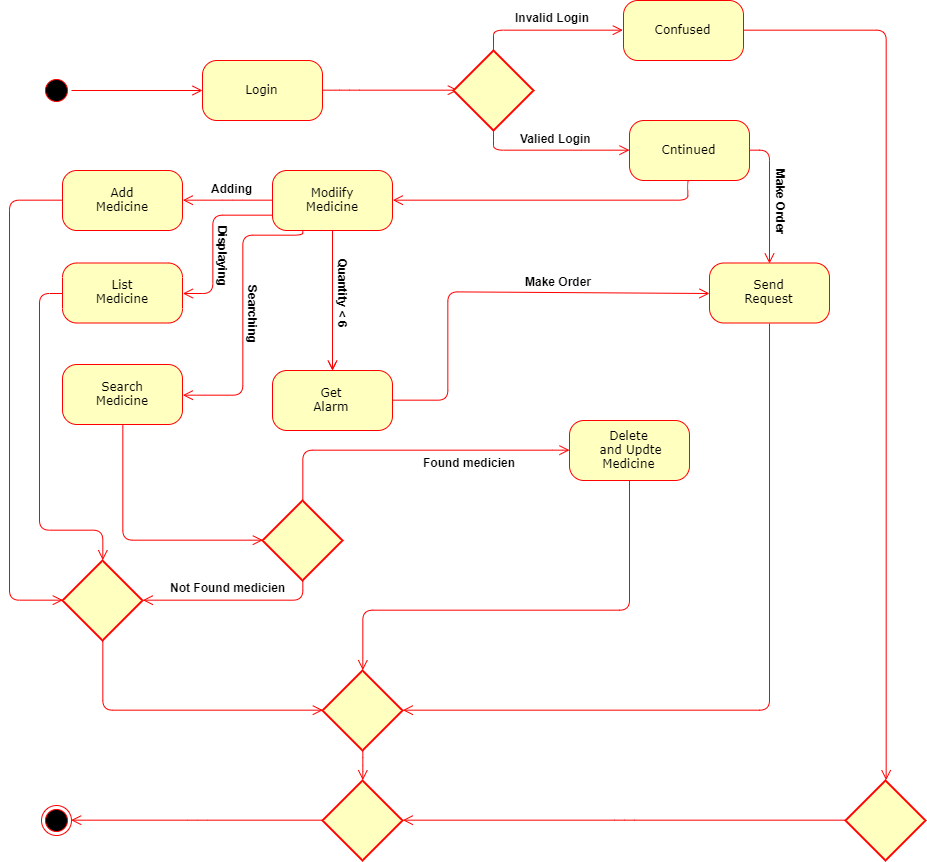 Invalid Login
Confused
Login
Valied Login
Cntinued
Make Order
Add
Medicine
Adding
Modiify
Medicine
Displaying
List
Medicine
Searching
Quantity < 6
Make Order
Send
Request
Search
Medicine
Get
Alarm
Delete
and Updte
Medicine
Found medicien
Not Found medicien